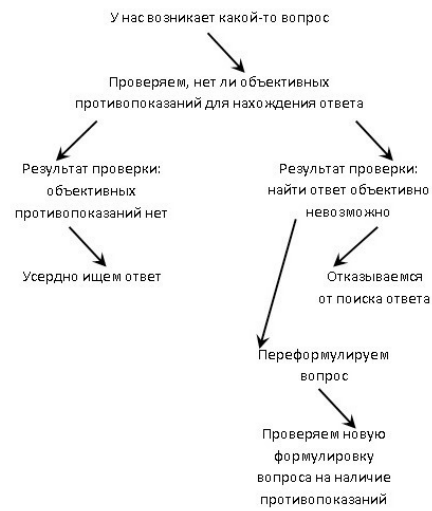 У нас возникает какой-то вопрос
Проверяем, нет ли объективных
противопоказаний для нахождения ответа
Результат проверки:
объективных
противопоказаний нет
Результат проверки:
найти ответ объективно
невозможно
Усердно ищем ответ
Отказываемся
от поиска ответа
Переформулируем
вопрос
Проверяем новую
формулировку
вопроса на наличие
противопоказаний